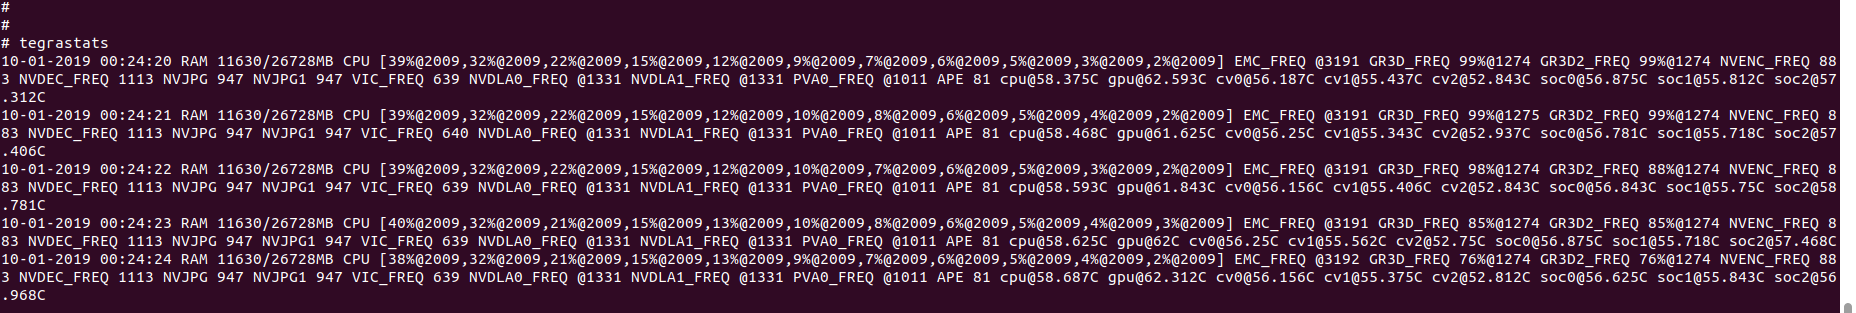 #
#
# tegrastats
10-01-2019 00:24:20 RAM 11630/26728MB CPU [39%@2009,32%@2009,22%@2009,15%@2009,12%@2009,9%@2009,7%@2009,6%@2009,5%@2009,3%@2009,2%@2009] EMC_FREQ @3191 GR3D_FREQ 99%@1274 GR3D2_FREQ 99%@1274 NVENC_FREQ 88
3 NVDEC_FREQ 1113 NVJPG 947 NVJPG1 947 VIC_FREQ 639 NVDLA0_FREQ @1331 NVDLA1_FREQ @1331 PVA0_FREQ @1011 APE 81 cpu@58.375C gpu@62.593C cv0@56.187C cv1@55.437C cv2@52.843C soc0@56.875C soc1@55.812C soc2@57
.312C
10-01-2019 00:24:21 RAM 11630/26728MB CPU [39%@2009,32%@2009,22%@2009,15%@2009,12%@2009,10%@2009,8%@2009,6%@2009,5%@2009,4%@2009,2%@2009] EMC_FREQ @3191 GR3D_FREQ 99%@1275 GR3D2_FREQ 99%@1274 NVENC_FREQ 8
83 NVDEC_FREQ 1113 NVJPG 947 NVJPG1 947 VIC_FREQ 640 NVDLA0_FREQ @1331 NVDLA1_FREQ @1331 PVA0_FREQ @1011 APE 81 cpu@58.468C gpu@61.625C cv0@56.25C cv1@55.343C cv2@52.937C soc0@56.781C soc1@55.718C soc2@57
.406C
10-01-2019 00:24:22 RAM 11630/26728MB CPU [39%@2009,32%@2009,22%@2009,15%@2009,12%@2009,10%@2009,7%@2009,6%@2009,5%@2009,3%@2009,2%@2009] EMC_FREQ @3191 GR3D_FREQ 98%@1274 GR3D2_FREQ 88%@1274 NVENC_FREQ 8
83 NVDEC_FREQ 1113 NVJPG 947 NVJPG1 947 VIC_FREQ 639 NVDLA0_FREQ @1331 NVDLA1_FREQ @1331 PVA0_FREQ @1011 APE 81 cpu@58.593C gpu@61.843C cv0@56.156C cv1@55.406C cv2@52.843C soc0@56.843C soc1@55.75C soc2@58
.781C
10-01-2019 00:24:23 RAM 11630/26728MB CPU [40%@2009,32%@2009,21%@2009,15%@2009,13%@2009,10%@2009,8%@2009,6%@2009,5%@2009,4%@2009,3%@2009] EMC_FREQ @3191 GR3D_FREQ 85%@1274 GR3D2_FREQ 85%@1274 NVENC_FREQ 8
83 NVDEC_FREQ 1113 NVJPG 947 NVJPG1 947 VIC_FREQ 639 NVDLA0_FREQ @1331 NVDLA1_FREQ @1331 PVA0_FREQ @1011 APE 81 cpu@58.625C gpu@62C cv0@56.25C cv1@55.562C cv2@52.75C soc0@56.875C soc1@55.718C soc2@57.468C
10-01-2019 00:24:24 RAM 11630/26728MB CPU [38%@2009,32%@2009,21%@2009,15%@2009,13%@2009,9%@2009,7%@2009,6%@2009,5%@2009,4%@2009,2%@2009] EMC_FREQ @3192 GR3D_FREQ 76%@1274 GR3D2_FREQ 76%@1274 NVENC_FREQ 88
3 NVDEC_FREQ 1113 NVJPG 947 NVJPG1 947 VIC_FREQ 639 NVDLA0_FREQ @1331 NVDLA1_FREQ @1331 PVA0_FREQ @1011 APE 81 cpu@58.687C gpu@62.312C cv0@56.156C cv1@55.375C cv2@52.812C soc0@56.625C soc1@55.843C soc2@56
.968C